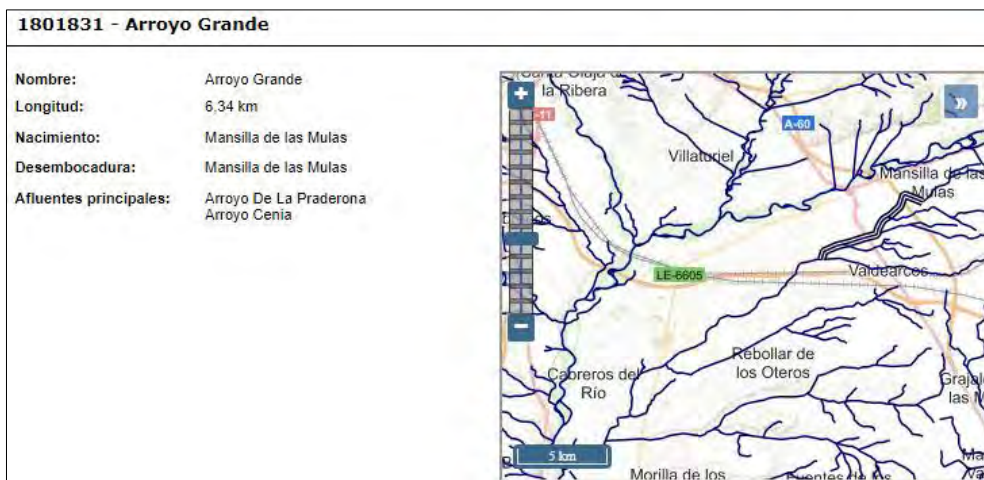 1801831 - Arroyo Grande
Nombre: Arroyo Grande
Longitud: 6,34 km
Nacimiento: Mansilla de las Mulas
Desembocadura: Mansilla de las Mulas
Afluentes principales: Arroyo De La Praderona
Arroyo Cenia
la Ribera
A-60
Villaturiel
Mansilla de las
Mulas
LE-6605
Valdearcos
Rebollar de
los Oteros
Cabreros del
Río
5 km
Morilla de los